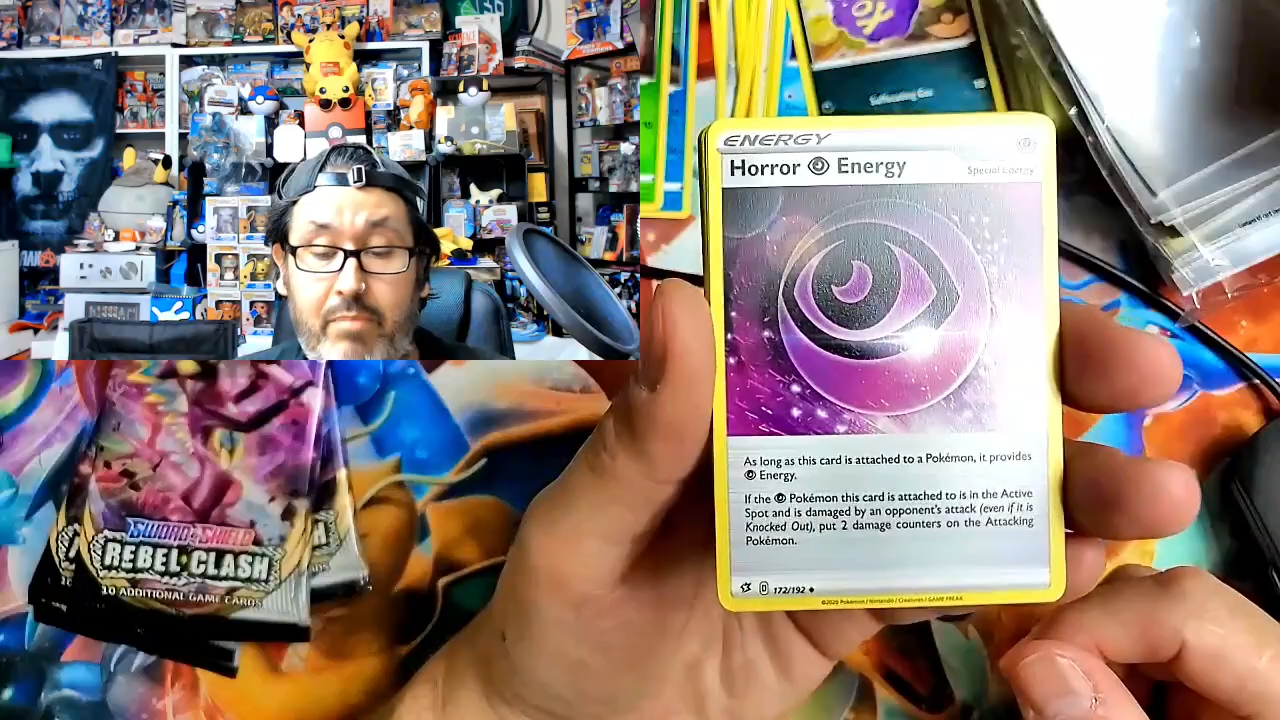 Suffocating Gas
ENERGY
Horror Energy
Special Energy
As long as this card is attached to a Pokémon, it provides
Energy.
If the Pokémon this card is attached to is in the Active
Spot and is damaged by an opponent's attack (even if it is
Knocked Out), put 2 damage counters on the Attacking
Pokémon.
172/192
©2020 Pokémon / Nintendo / Creatures / GAME FREAK
SWORD & SHIELD
REBEL CLASH
10 ADDITIONAL GAME CARDS